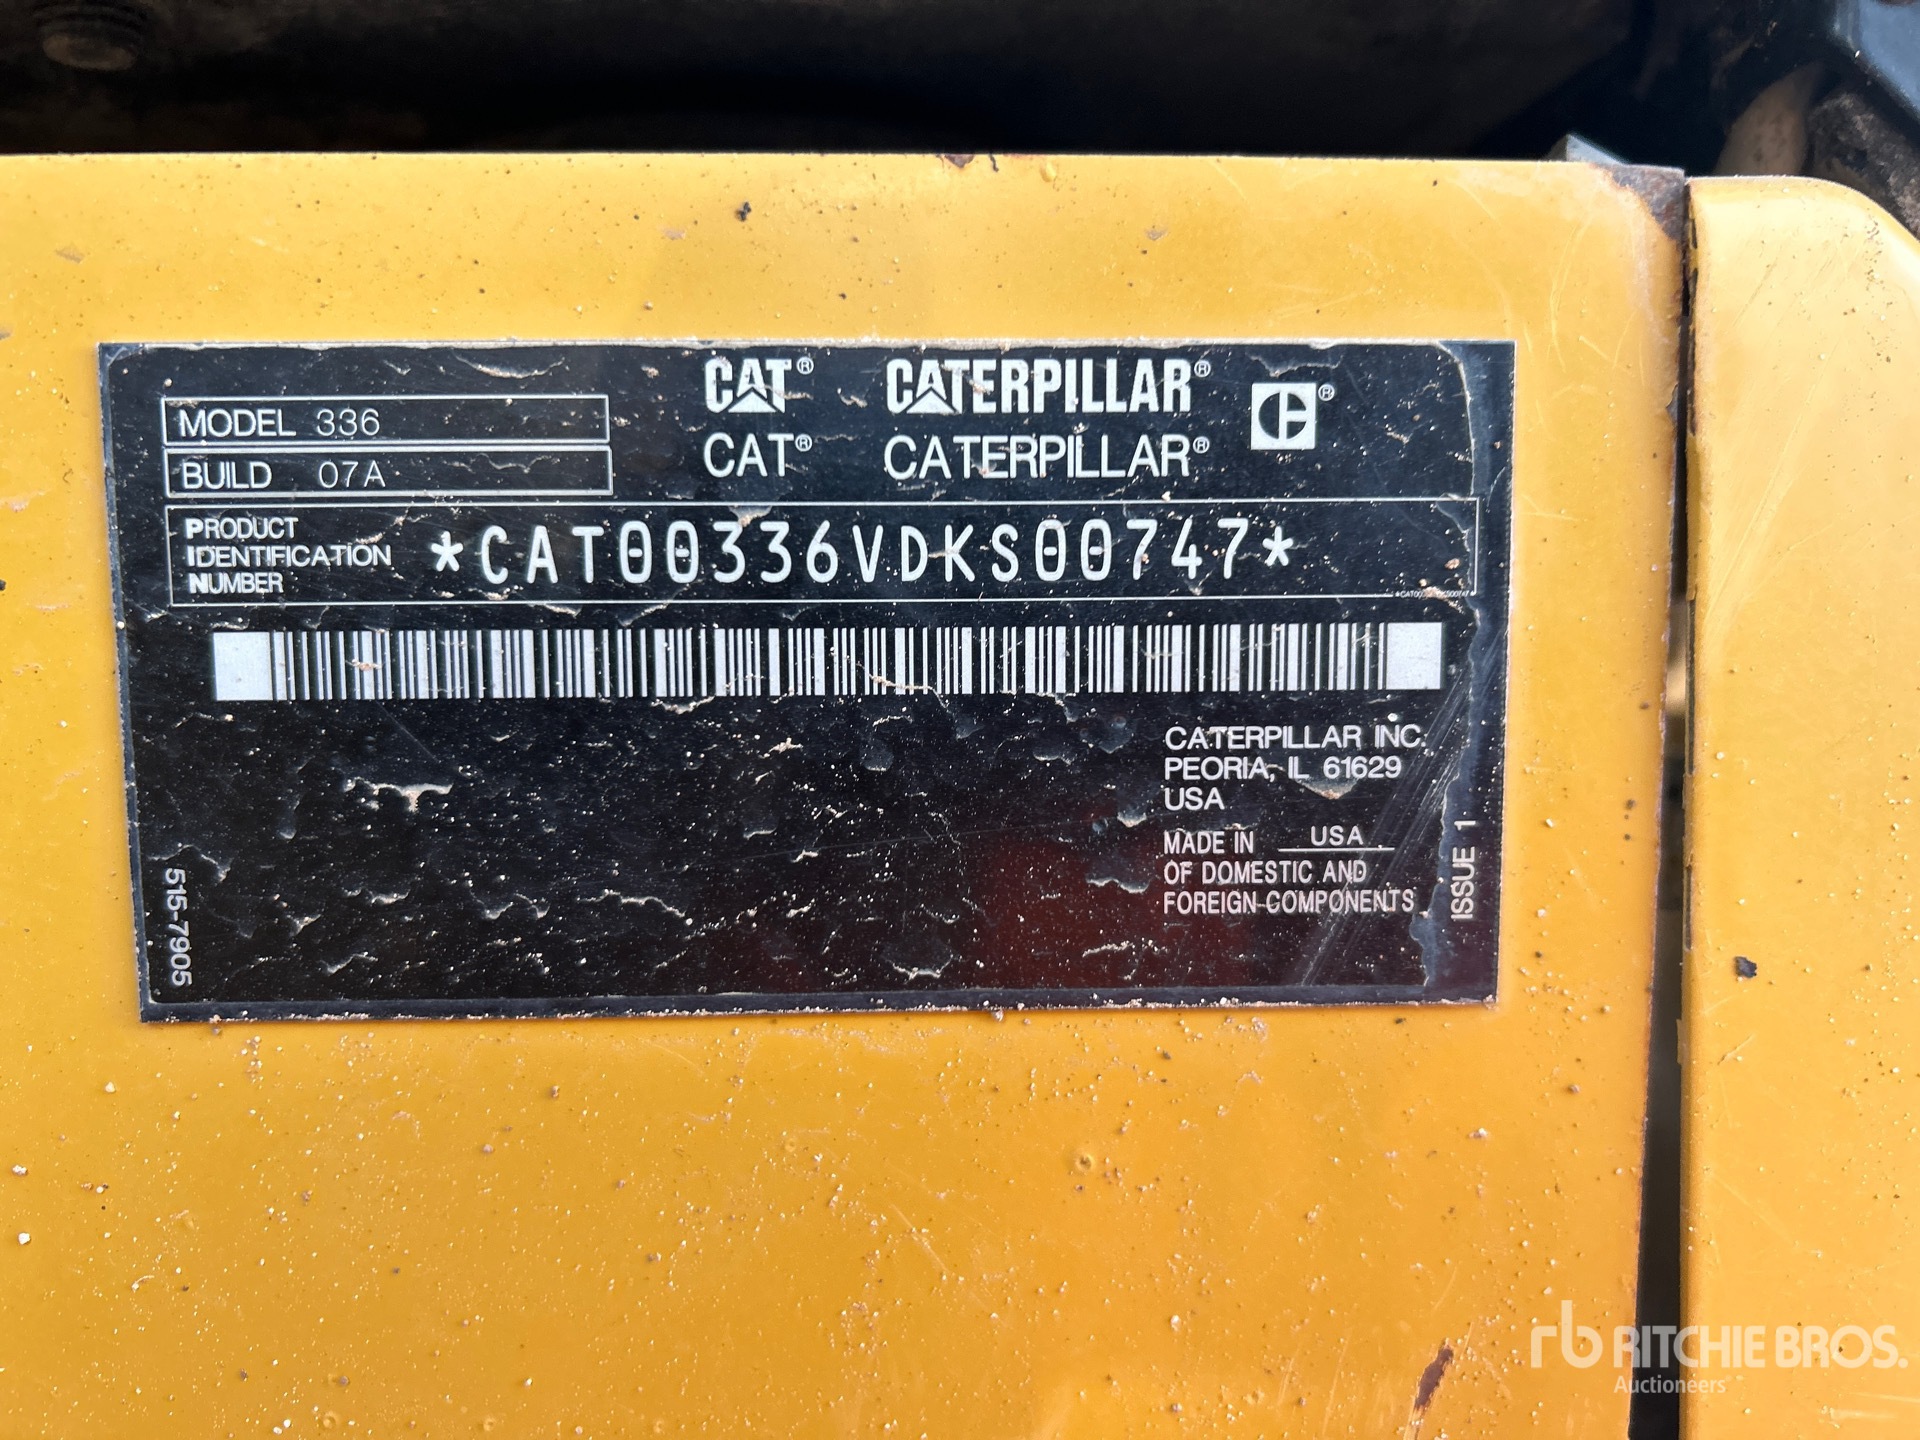 CAT® CATERPILLAR® C®
CAT® CATERPILLAR®
MODEL 336
BUILD 07A
PRODUCT
IDENTIFICATION
NUMBER
*CAT00336VDKS00747*
CATERPILLAR INC.
PEORIA, IL 61629
USA
MADE IN USA
OF DOMESTIC AND
FOREIGN COMPONENTS
515-7905
ISSUE 1
rb RITCHIE BROS.
Auctioneers